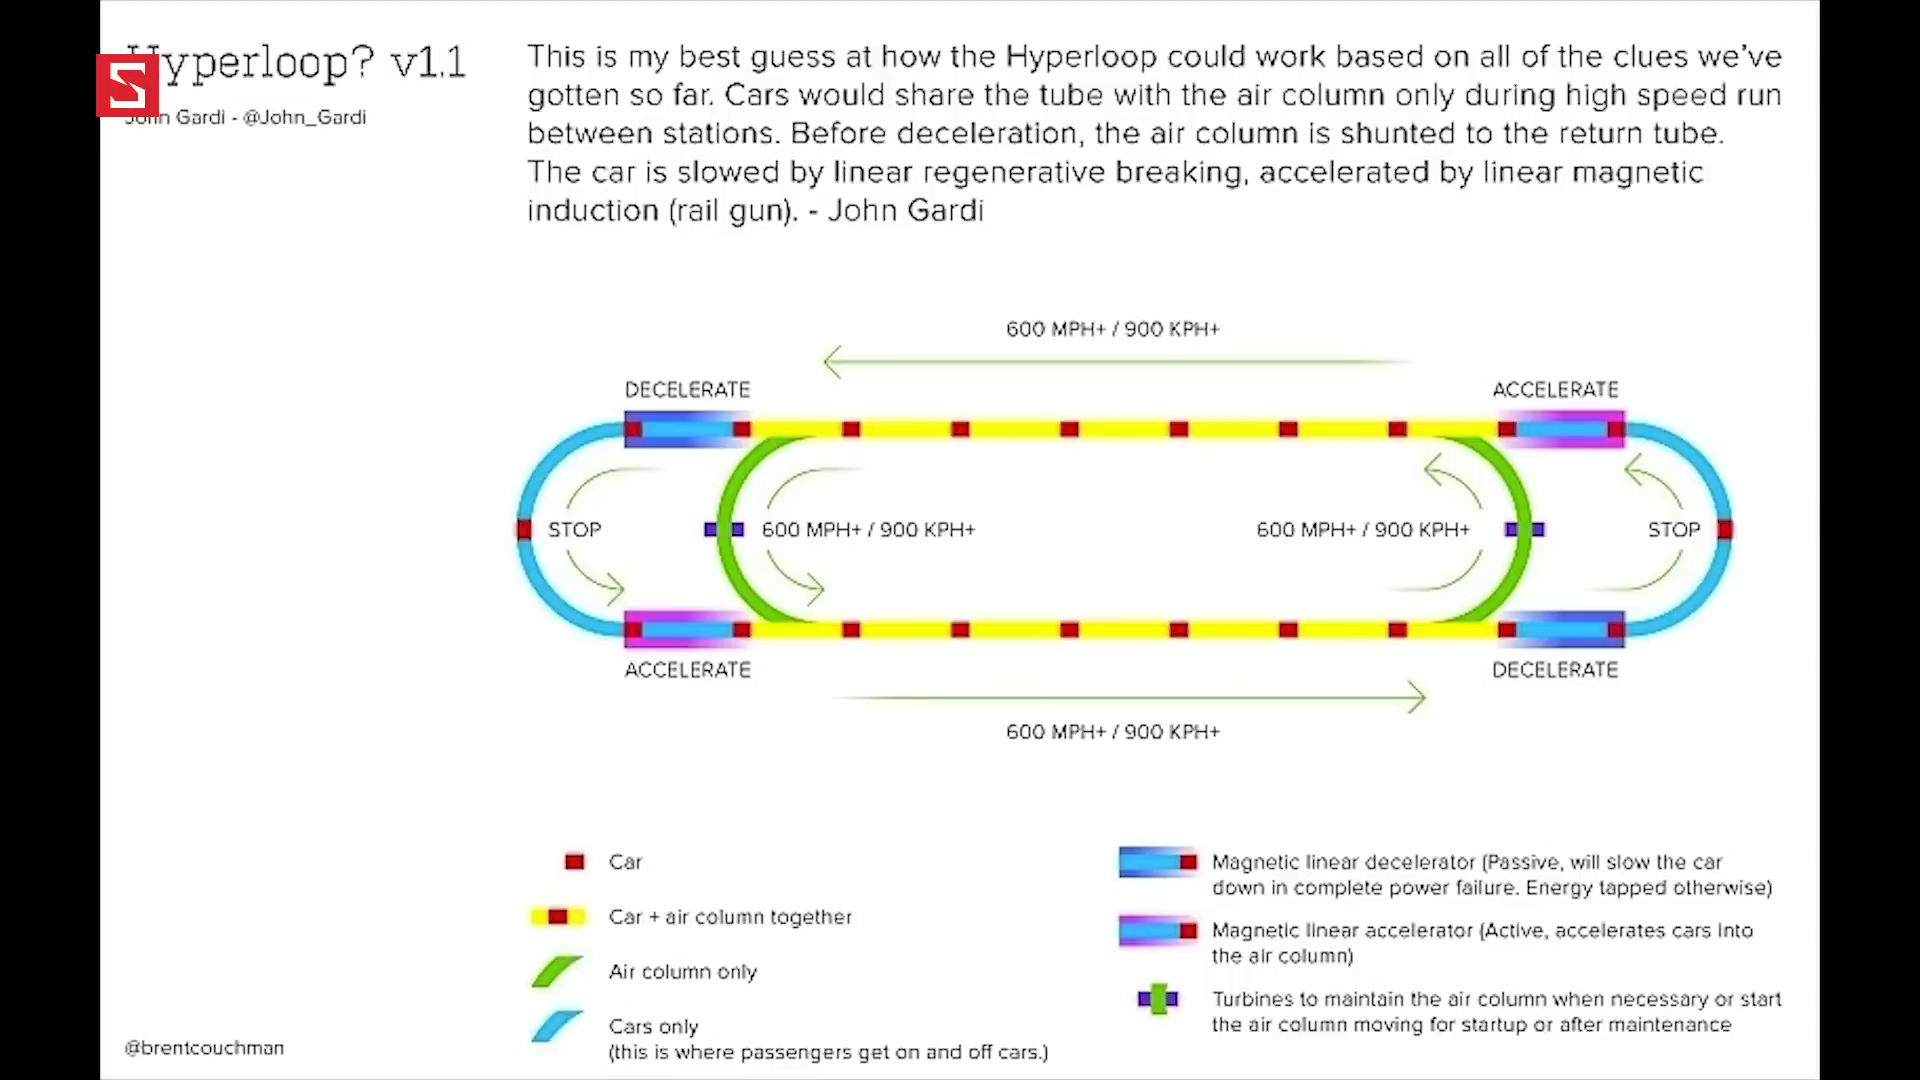 Hyperloop? v1.1
John Gardi - @John_Gardi
This is my best guess at how the Hyperloop could work based on all of the clues we've
gotten so far. Cars would share the tube with the air column only during high speed run
between stations. Before deceleration, the air column is shunted to the return tube.
The car is slowed by linear regenerative breaking, accelerated by linear magnetic
induction (rail gun). - John Gardi
600 MPH+ / 900 KPH+
DECELERATE
ACCELERATE
STOP
600 MPH+ / 900 KPH+
600 MPH+ / 900 KPH+
STOP
ACCELERATE
DECELERATE
600 MPH+ / 900 KPH+
Car
Car + air column together
Air column only
Cars only
(this is where passengers get on and off cars.)
Magnetic linear decelerator (Passive, will slow the car
down in complete power failure. Energy tapped otherwise)
Magnetic linear accelerator (Active, accelerates cars into
the air column)
Turbines to maintain the air column when necessary or start
the air column moving for startup or after maintenance
@brentcouchman